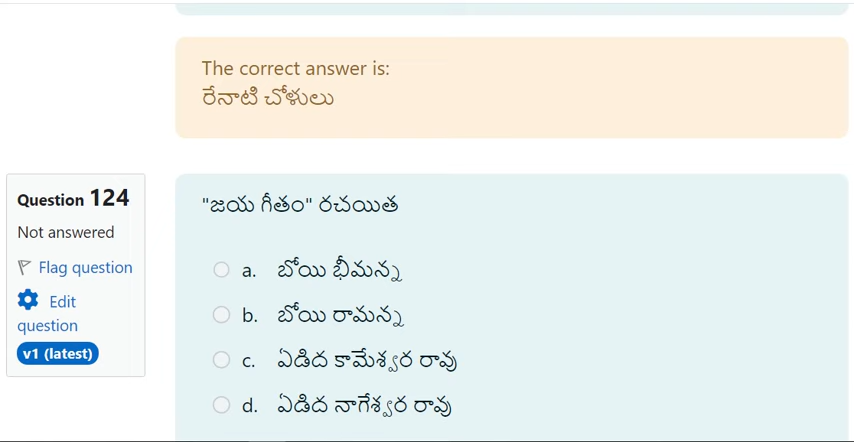 The correct answer is:
రేనాటి చోళులు
Question 124
Not answered
Flag question
Edit
question
v1 (latest)
"జయ గీతం" రచయిత
a. బోయి భీమన్న
b. బోయి రామన్న
c. ఏడిద కామేశ్వర రావు
d. ఏడిద నాగేశ్వర రావు